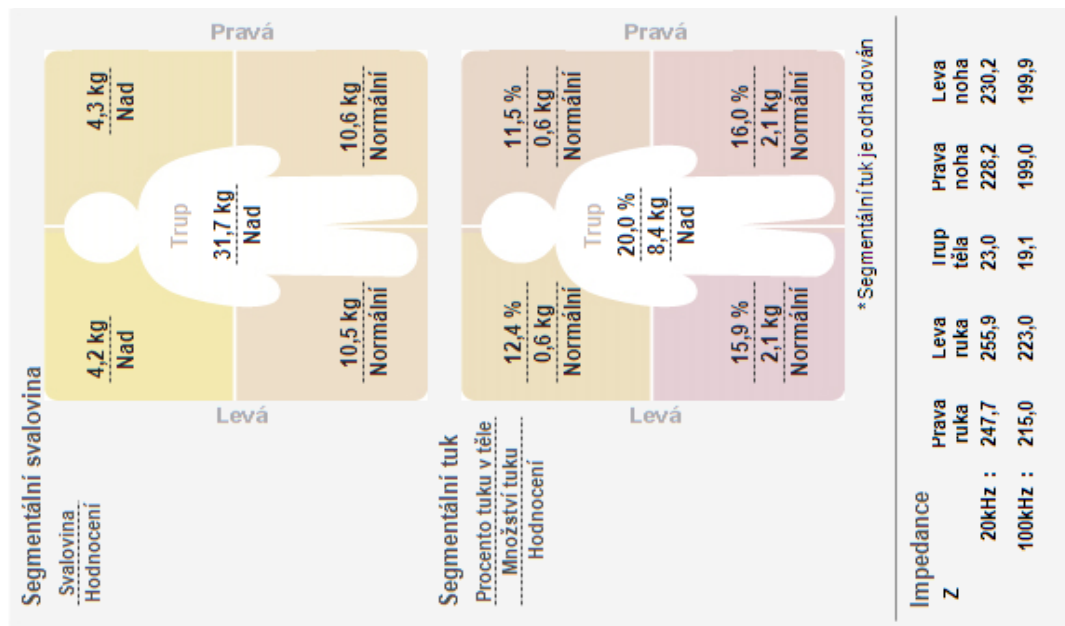 Segmentální svalovina
Svalovina
Hodnocení
Levá
Pravá
4,2 kg
Nad
4,3 kg
Nad
Trup
31,7 kg
Nad
10,5 kg
Normální
10,6 kg
Normální
Segmentální tuk
Procento tuku v těle
Množství tuku
Hodnocení
Levá
Pravá
12,4 %
0,6 kg
Normální
11,5 %
0,6 kg
Normální
Trup
20,0 %
8,4 kg
Nad
15,9 %
2,1 kg
Normální
16,0 %
2,1 kg
Normální
* Segmentální tuk je odhadován
Impedance
Z Prava ruka Leva ruka Trup těla Prava noha Leva noha
20kHz : 247,7 255,9 23,0 228,2 230,2
100kHz : 215,0 223,0 19,1 199,0 199,9